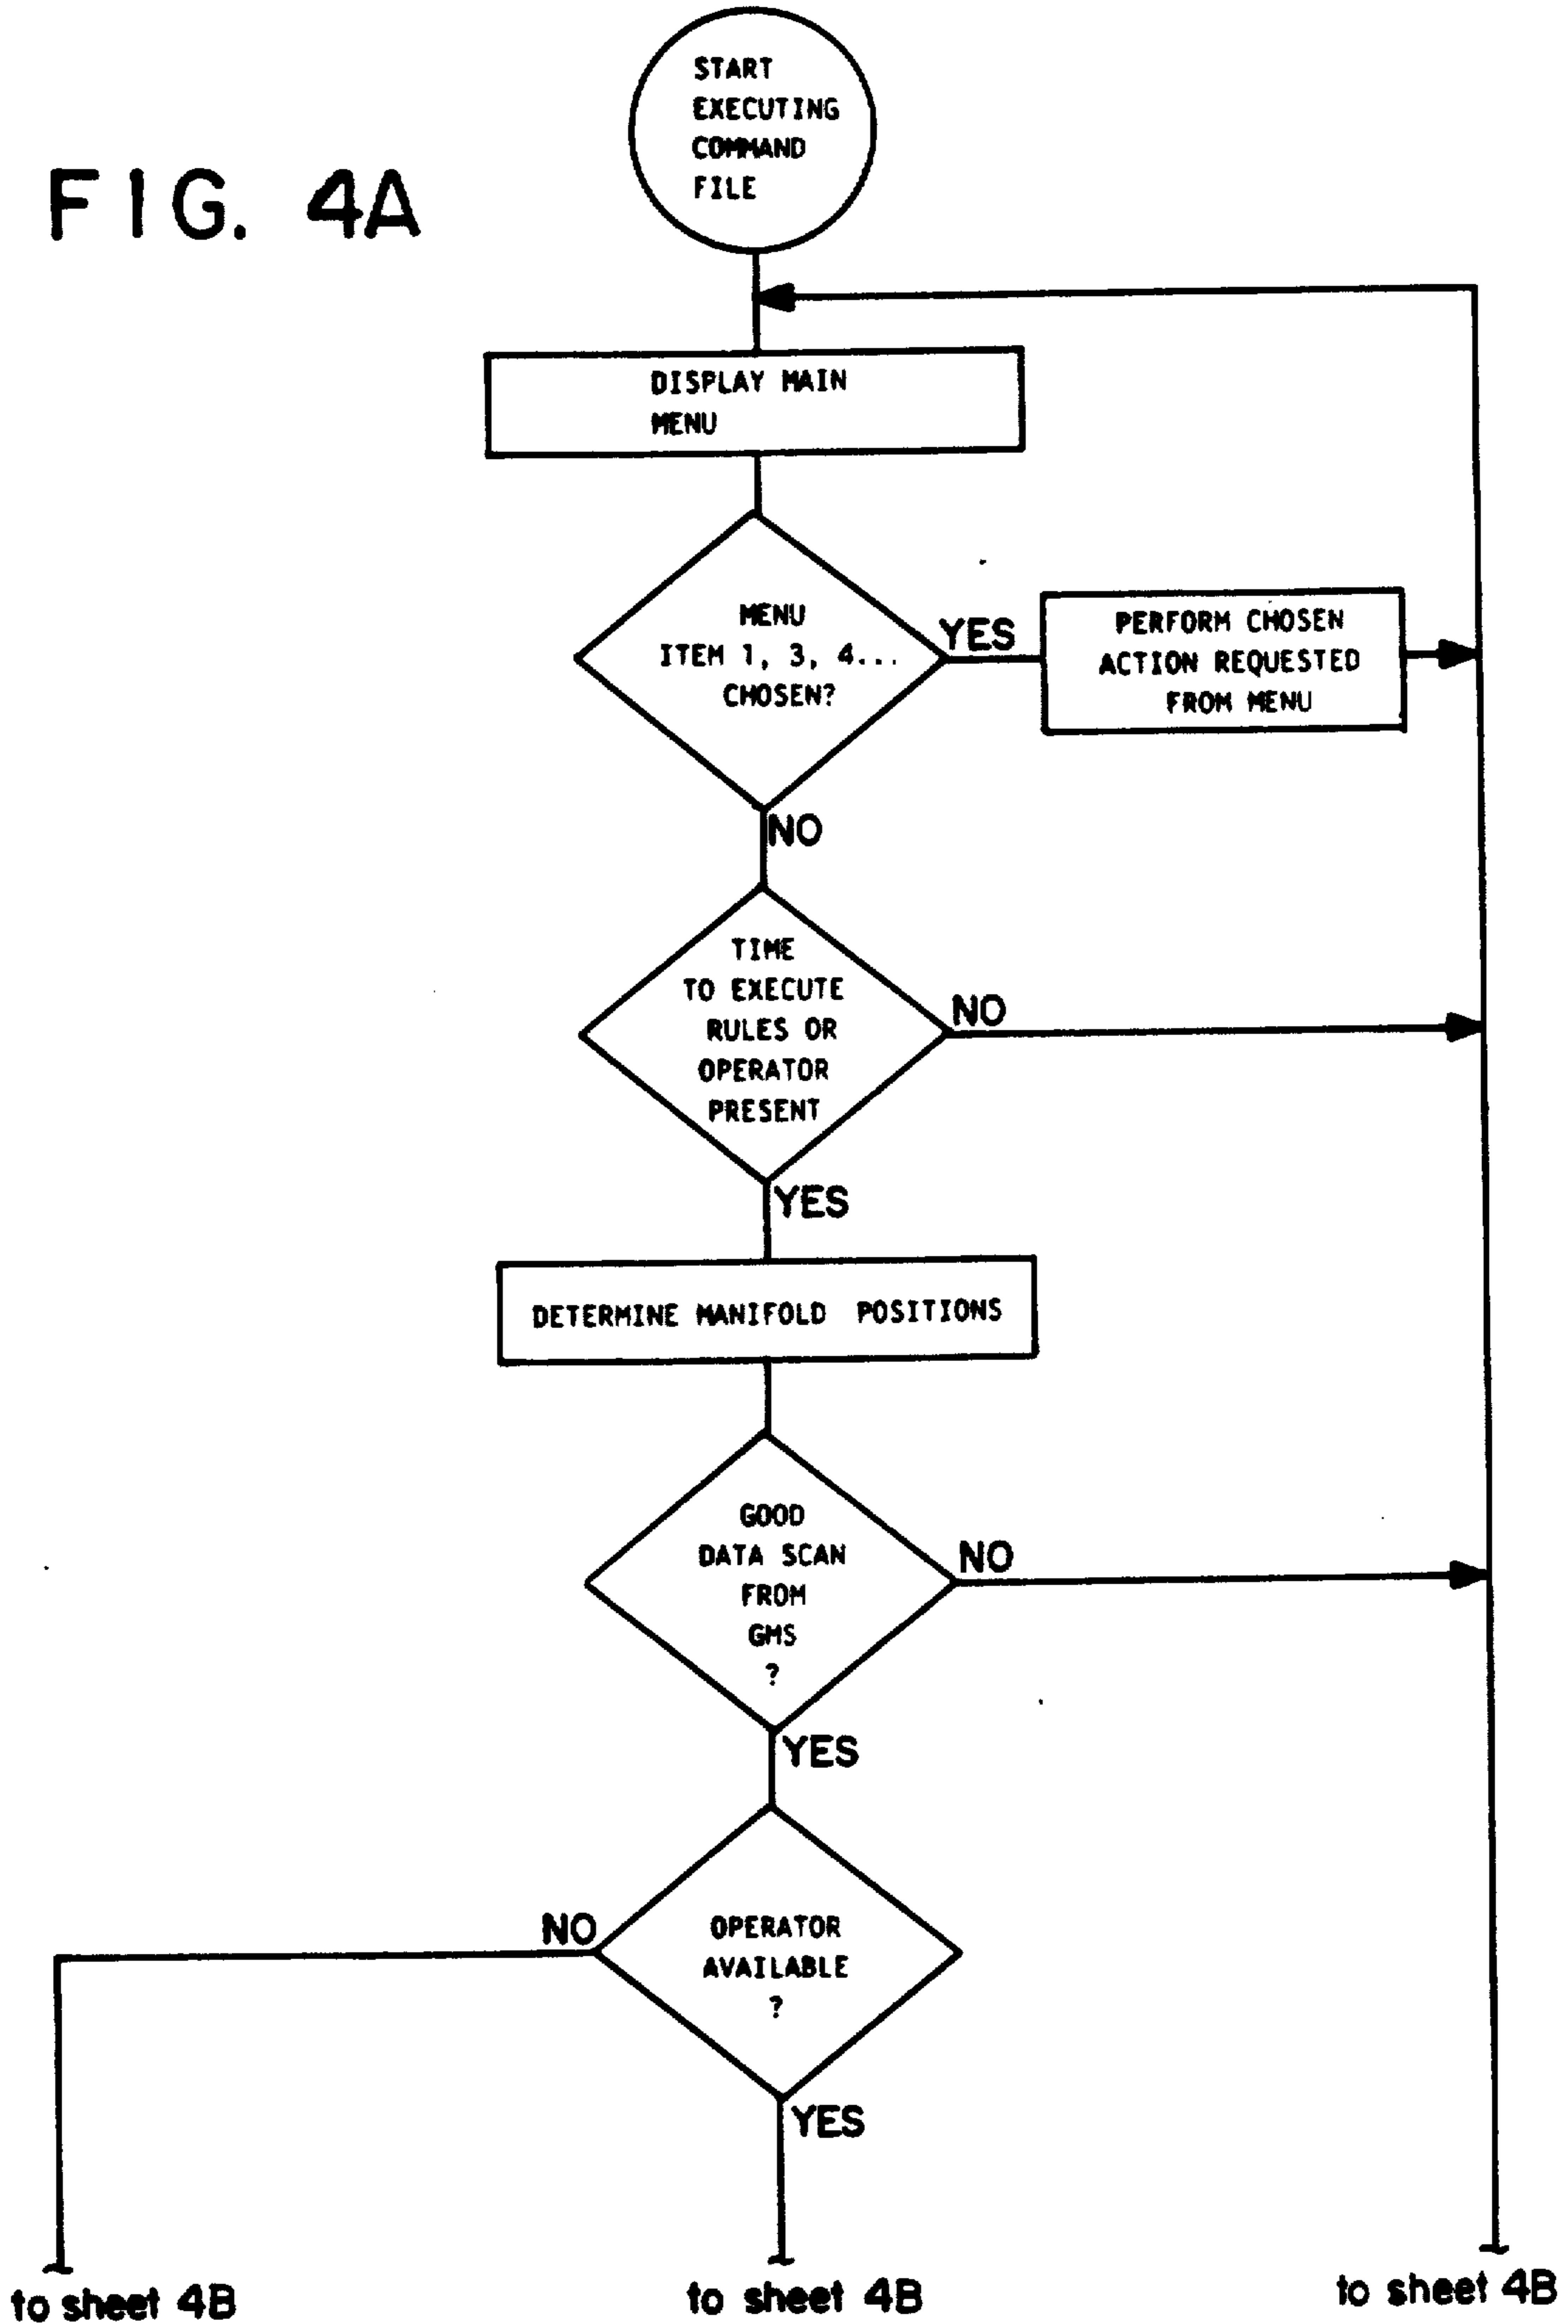 START
EXECUTING
COMMAND
FILE
FIG. 4A
DISPLAY MAIN
MENU
MENU
ITEM 1, 3, 4...
CHOSEN?
YES
PERFORM CHOSEN
ACTION REQUESTED
FROM MENU
NO
TIME
TO EXECUTE
RULES OR
OPERATOR
PRESENT
NO
YES
DETERMINE MANIFOLD POSITIONS
GOOD
DATA SCAN
FROM
GMS
?
NO
YES
NO
OPERATOR
AVAILABLE
?
YES
to sheet 4B
to sheet 4B
to sheet 4B